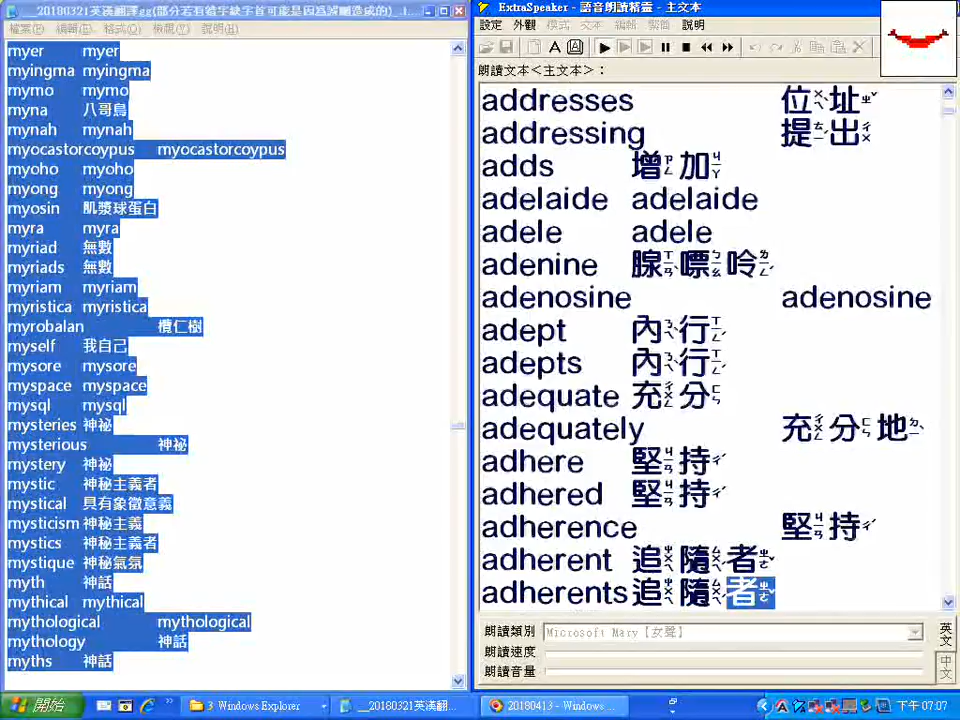 __20180321英漢翻譯gg(部分若有錯字缺字首可能是因為誤刪造成的)_.t...
檔案(F) 編輯(E) 格式(O) 檢視(V) 說明(H)
myer myer
myingma myingma
mymo mymo
myna 八哥鳥
mynah mynah
myocastorcoypus myocastorcoypus
myoho myoho
myong myong
myosin 肌漿球蛋白
myra myra
myriad 無數
myriads 無數
myriam myriam
myristica myristica
myrobalan 欖仁樹
myself 我自己
mysore mysore
myspace myspace
mysql mysql
mysteries 神祕
mysterious 神祕
mystery 神祕
mystic 神秘主義者
mystical 具有象徵意義
mysticism 神秘主義
mystics 神秘主義者
mystique 神秘氣氛
myth 神話
mythical mythical
mythological mythological
mythology 神話
myths 神話
ExtraSpeaker - 語音朗讀精靈 - 主文本
設定 外觀 模式 文本 編輯 窗簾 說明
朗讀文本<主文本>：
addresses 位址
addressing 提出
adds 增加
adelaide adelaide
adele adele
adenine 腺嘌呤
adenosine adenosine
adept 內行
adepts 內行
adequate 充分
adequately 充分地
adhere 堅持
adhered 堅持
adherence 堅持
adherent 追隨者
adherents 追隨者
朗讀類別 Microsoft Mary【女聲】
朗讀速度
朗讀音量
英文
中文
開始
3 Windows Explorer
__20180321英漢翻...
20180413 - Windows ...
下午 07:07